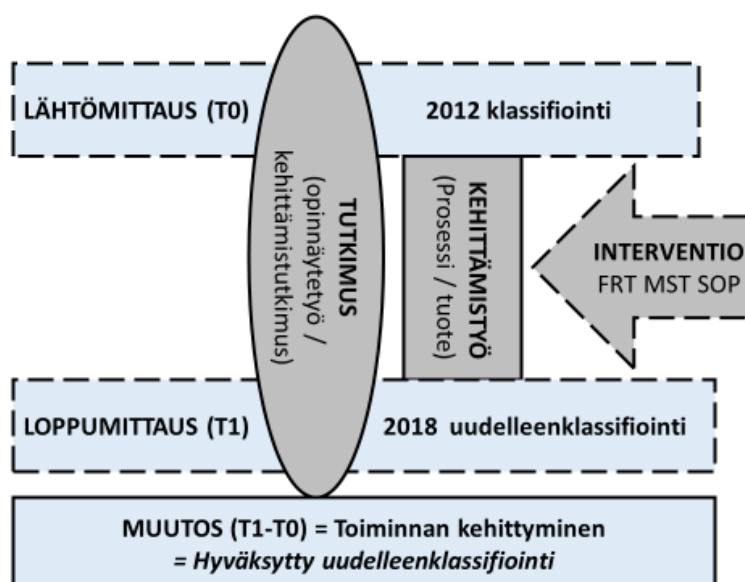 LÄHTÖMITTAUS (T0)
2012 klassifiointi
TUTKIMUS
(opinnäytetyö /
kehittämistutkimus)
KEHITTÄMISTYÖ
(Prosessi / tuote)
INTERVENTIO
FRT MST SOP
LOPPUMITTAUS (T1)
2018 uudelleenklassifiointi
MUUTOS (T1-T0) = Toiminnan kehittyminen
= Hyväksytty uudelleenklassifiointi